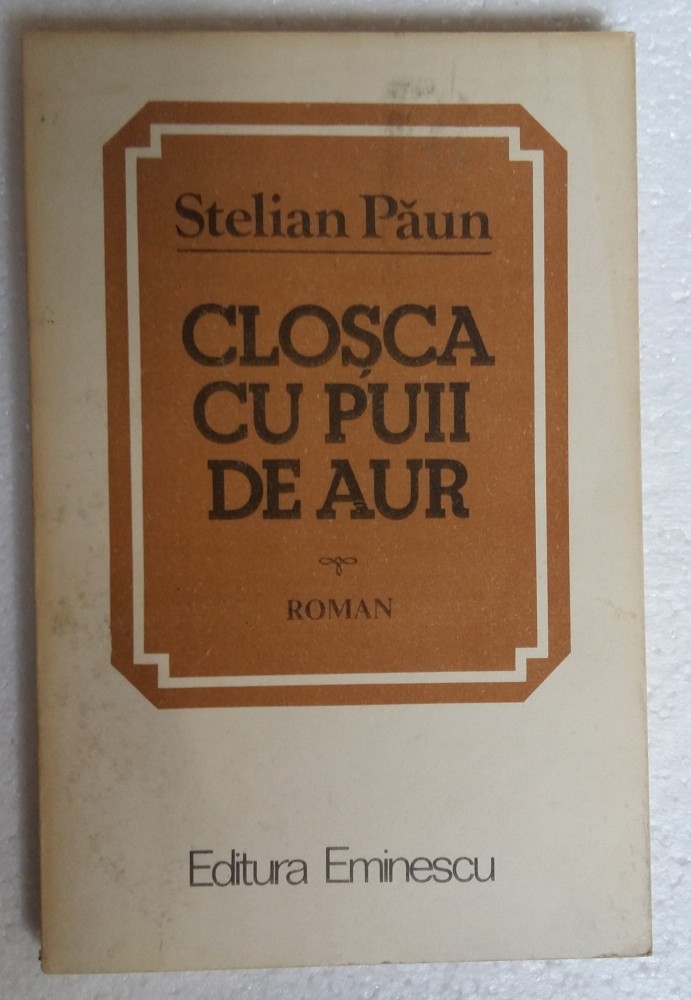 Stelian Păun
CLOȘCA
CU PUII
DE AUR
ROMAN
Editura Eminescu